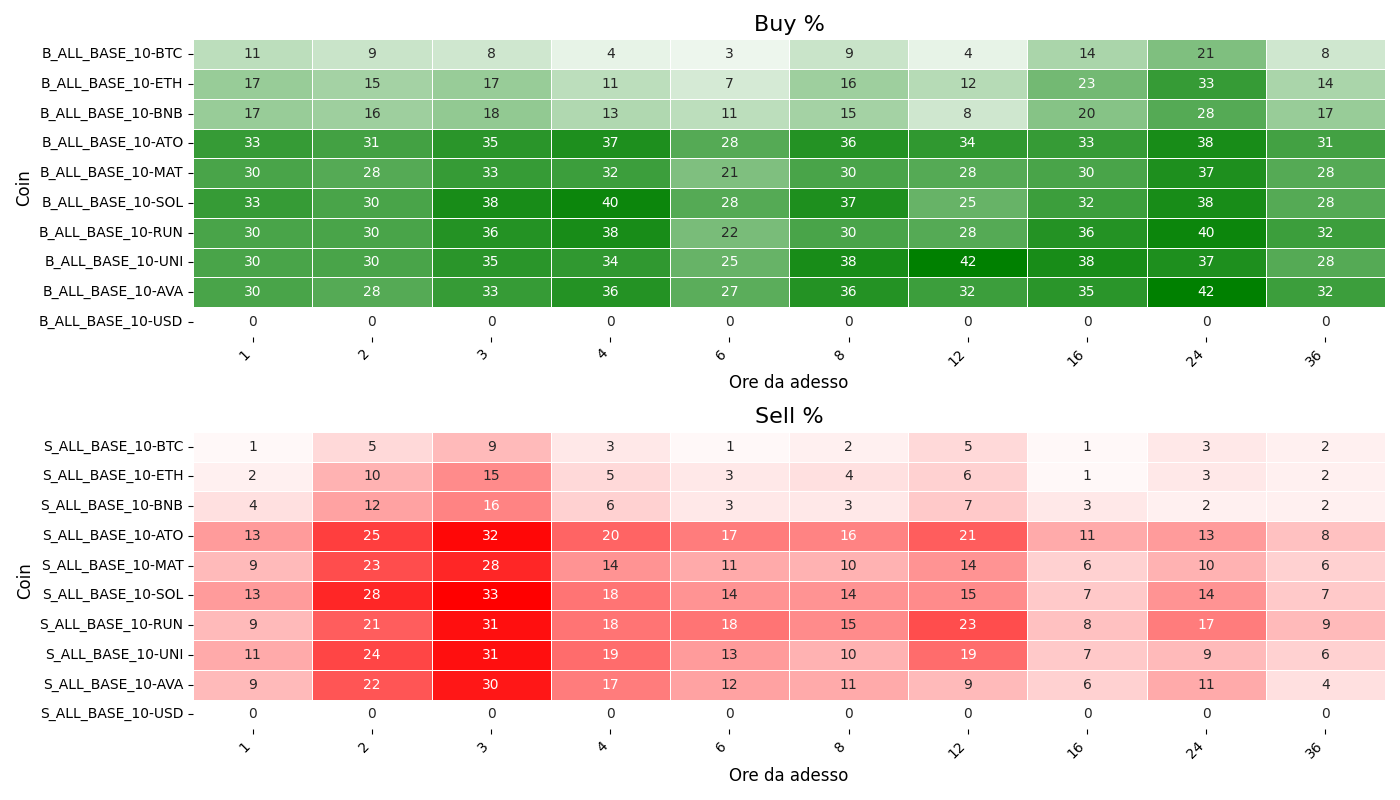 Buy %
Coin
B_ALL_BASE_10-BTC 11 9 8 4 3 9 4 14 21 8
B_ALL_BASE_10-ETH 17 15 17 11 7 16 12 23 33 14
B_ALL_BASE_10-BNB 17 16 18 13 11 15 8 20 28 17
B_ALL_BASE_10-ATO 33 31 35 37 28 36 34 33 38 31
B_ALL_BASE_10-MAT 30 28 33 32 21 30 28 30 37 28
B_ALL_BASE_10-SOL 33 30 38 40 28 37 25 32 38 28
B_ALL_BASE_10-RUN 30 30 36 38 22 30 28 36 40 32
B_ALL_BASE_10-UNI 30 30 35 34 25 38 42 38 37 28
B_ALL_BASE_10-AVA 30 28 33 36 27 36 32 35 42 32
B_ALL_BASE_10-USD 0 0 0 0 0 0 0 0 0 0
1 2 3 4 6 8 12 16 24 36
Ore da adesso
Sell %
Coin
S_ALL_BASE_10-BTC 1 5 9 3 1 2 5 1 3 2
S_ALL_BASE_10-ETH 2 10 15 5 3 4 6 1 3 2
S_ALL_BASE_10-BNB 4 12 16 6 3 3 7 3 2 2
S_ALL_BASE_10-ATO 13 25 32 20 17 16 21 11 13 8
S_ALL_BASE_10-MAT 9 23 28 14 11 10 14 6 10 6
S_ALL_BASE_10-SOL 13 28 33 18 14 14 15 7 14 7
S_ALL_BASE_10-RUN 9 21 31 18 18 15 23 8 17 9
S_ALL_BASE_10-UNI 11 24 31 19 13 10 19 7 9 6
S_ALL_BASE_10-AVA 9 22 30 17 12 11 9 6 11 4
S_ALL_BASE_10-USD 0 0 0 0 0 0 0 0 0 0
1 2 3 4 6 8 12 16 24 36
Ore da adesso